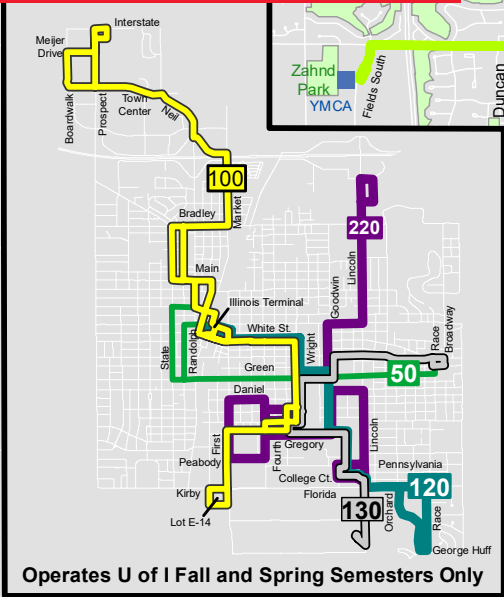 Interstate
Meijer
Drive
Boardwalk
Prospect
Town
Center
Neil
Zahnd
Park
YMCA
Fields South
Duncan
100
Market
Bradley
220
Main
Lincoln
Goodwin
Illinois Terminal
White St.
Wright
Race
Broadway
State
Randolph
Green
50
Daniel
First
Fourth
Gregory
Lincoln
Peabody
College Ct.
Pennsylvania
Kirby
Florida
120
Lot E-14
130
Orchard
Race
George Huff
Operates U of I Fall and Spring Semesters Only